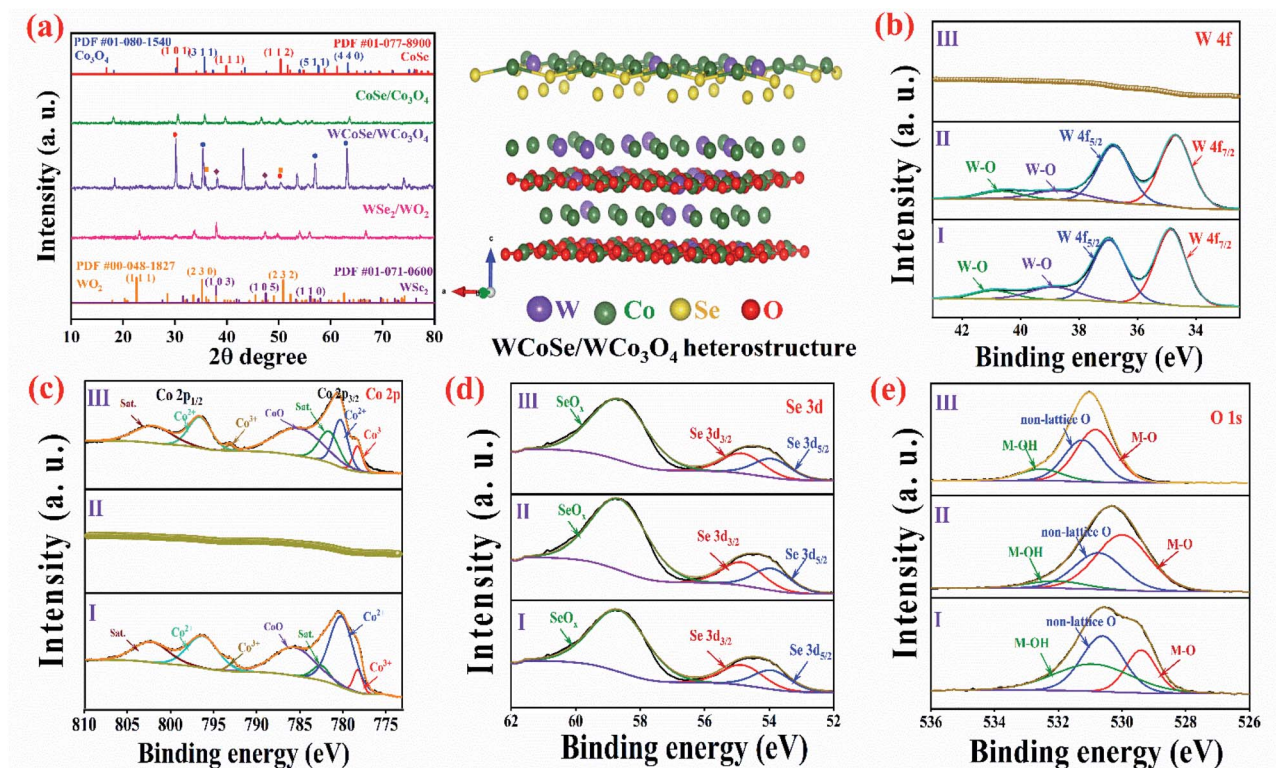 (a)
PDF #01-080-1540
Co₃O₄
(1 0 1)
(3 1 1)
(1 1 1)
(1 1 2)
(5 1 1)
(4 4 0)
PDF #01-077-8900
CoSe
CoSe/Co₃O₄
WCoSe/WCo₃O₄
WSe₂/WO₂
PDF #00-048-1827
WO₂
(1 1 1)
(2 3 0)
(1 0 3)
(1 0 5)
(2 3 2)
(1 1 0)
PDF #01-071-0600
WSe₂
Intensity (a. u.)
10 20 30 40 50 60 70 80
2θ degree
c
a
W Co Se O
WCoSe/WCo₃O₄ heterostructure
(b)
III
W 4f
II
W-O
W-O
W 4f₅/₂
W 4f₇/₂
I
W-O
W-O
W 4f₅/₂
W 4f₇/₂
Intensity (a. u.)
42 40 38 36 34
Binding energy (eV)
(c)
III
Co 2p₁/₂
Co 2p₃/₂
Co 2p
Sat.
Co²⁺
Co³⁺
CoO
Sat.
Co²⁺
Co³
II
I
Sat.
Co²⁺
Co³⁺
CoO
Sat.
Co²⁺
Co³⁺
Intensity (a. u.)
810 805 800 795 790 785 780 775
Binding energy (eV)
(d)
III
SeOₓ
Se 3d
Se 3d₃/₂
Se 3d₅/₂
II
SeOₓ
Se 3d₃/₂
Se 3d₅/₂
I
SeOₓ
Se 3d₃/₂
Se 3d₅/₂
Intensity (a. u.)
62 60 58 56 54 52
Binding energy (eV)
(e)
III
O 1s
non-lattice O
M-OH
M-O
II
non-lattice O
M-OH
M-O
I
non-lattice O
M-OH
M-O
Intensity (a. u.)
536 534 532 530 528 526
Binding energy (eV)